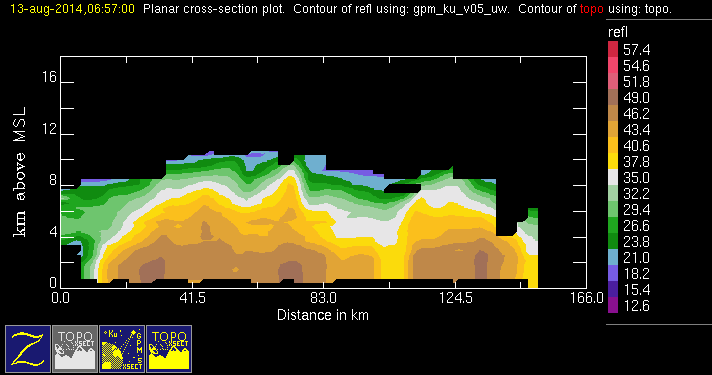 13-aug-2014,06:57:00 Planar cross-section plot. Contour of refl using: gpm_ku_v05_uw. Contour of topo using: topo.
refl
57.4
54.6
51.8
49.0
46.2
43.4
40.6
37.8
35.0
32.2
29.4
26.6
23.8
21.0
18.2
15.4
12.6
km above MSL
16
12
8
4
0
0.0 41.5 83.0 124.5 166.0
Distance in km
Z
TOPO
XSECT
"Ku"
GPM
XSECT
TOPO
XSECT